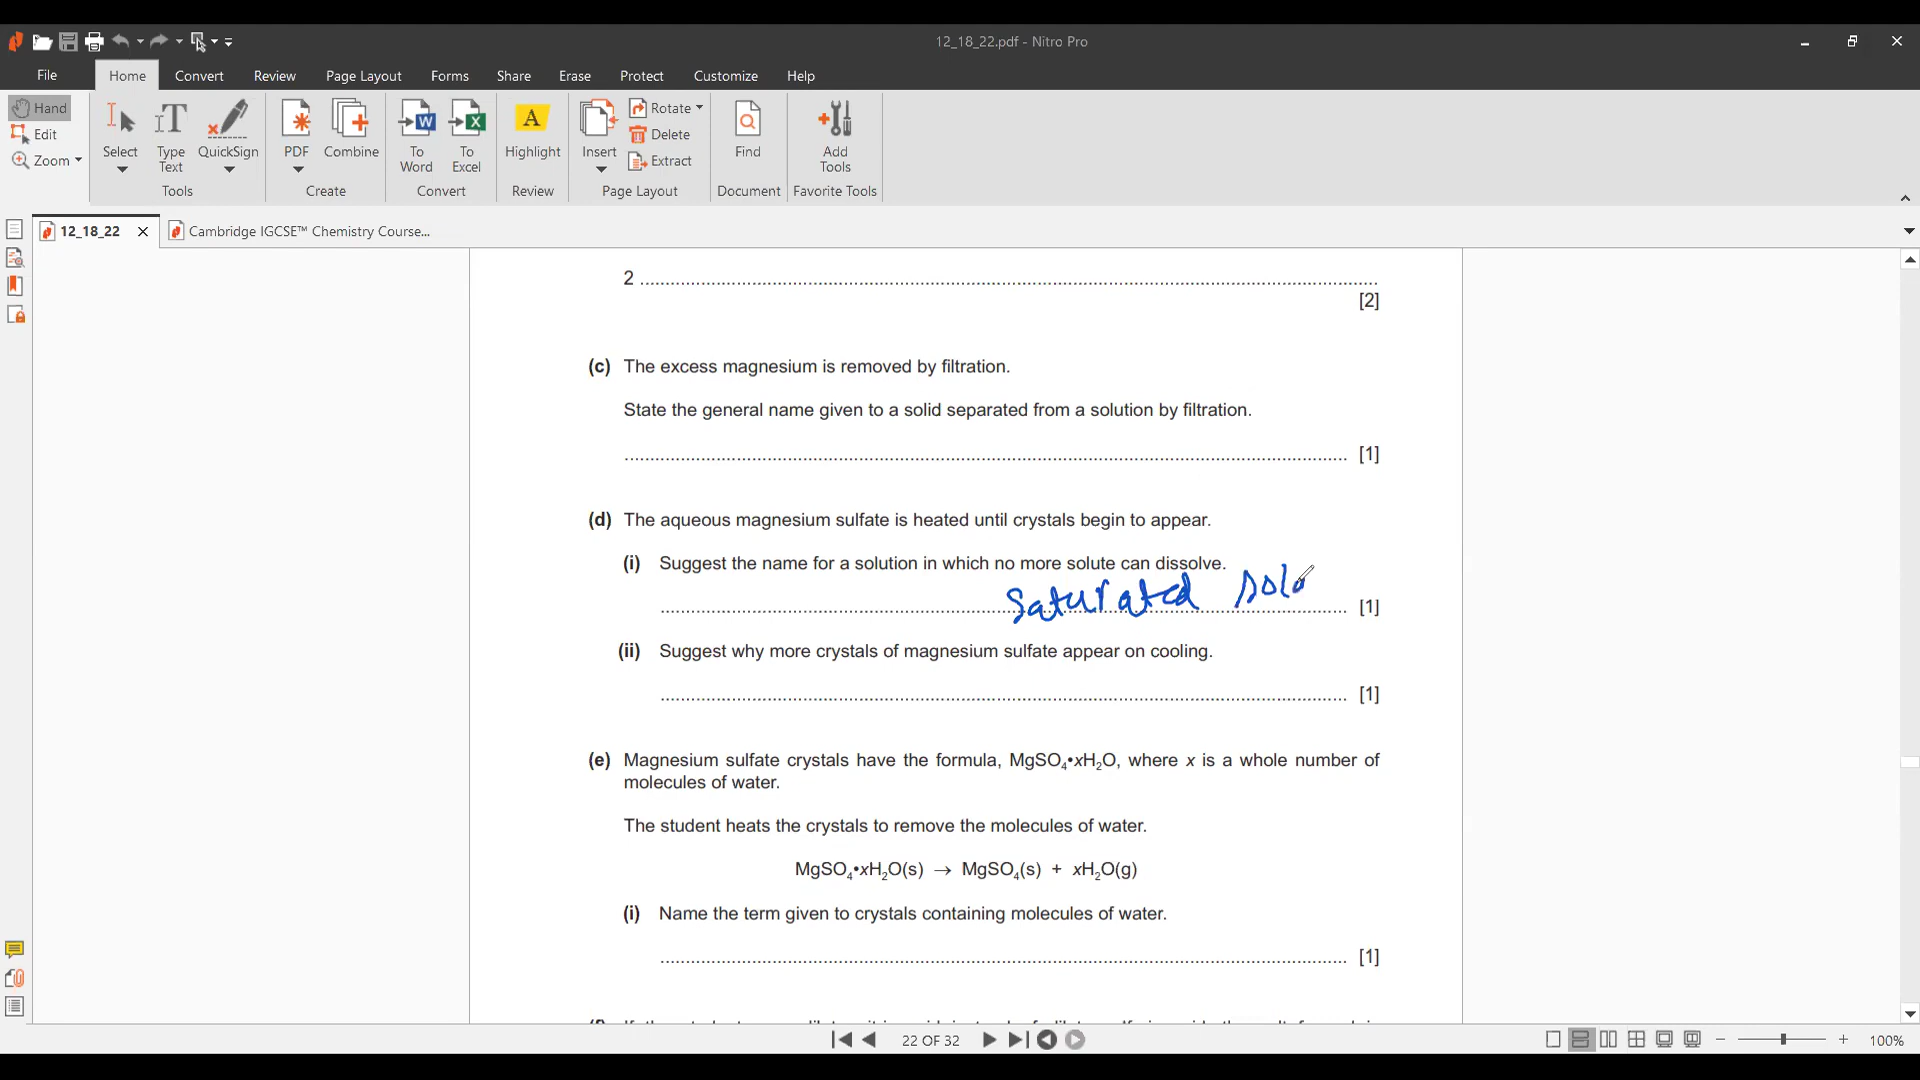 12_18_22.pdf - Nitro Pro
File Home Convert Review Page Layout Forms Share Erase Protect Customize Help
Hand
Edit
Zoom
Select
Type Text
QuickSign
Tools
PDF
Combine
Create
To Word
To Excel
Convert
A
Highlight
Review
Insert
Rotate
Delete
Extract
Page Layout
Find
Document
Add Tools
Favorite Tools
12_18_22
Cambridge IGCSE™ Chemistry Course...
2 ....................
[2]
(c) The excess magnesium is removed by filtration.
State the general name given to a solid separated from a solution by filtration.
.................... [1]
(d) The aqueous magnesium sulfate is heated until crystals begin to appear.
(i) Suggest the name for a solution in which no more solute can dissolve.
saturated solu
.................... [1]
(ii) Suggest why more crystals of magnesium sulfate appear on cooling.
.................... [1]
(e) Magnesium sulfate crystals have the formula, MgSO₄•xH₂O, where x is a whole number of
molecules of water.
The student heats the crystals to remove the molecules of water.
MgSO₄•xH₂O(s) → MgSO₄(s) + xH₂O(g)
(i) Name the term given to crystals containing molecules of water.
.................... [1]
22 OF 32
100%